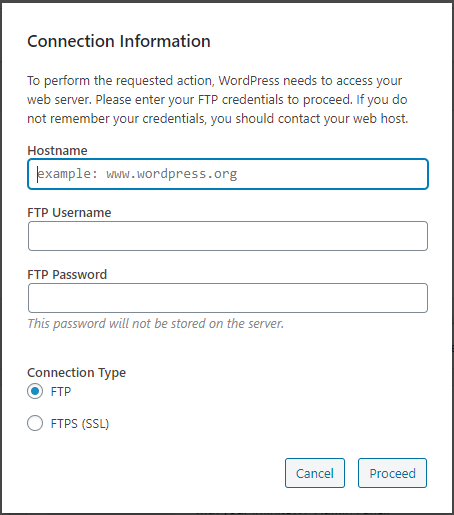 Connection Information
To perform the requested action, WordPress needs to access your
web server. Please enter your FTP credentials to proceed. If you do
not remember your credentials, you should contact your web host.
Hostname
example: www.wordpress.org
FTP Username
FTP Password
This password will not be stored on the server.
Connection Type
FTP
FTPS (SSL)
Cancel Proceed